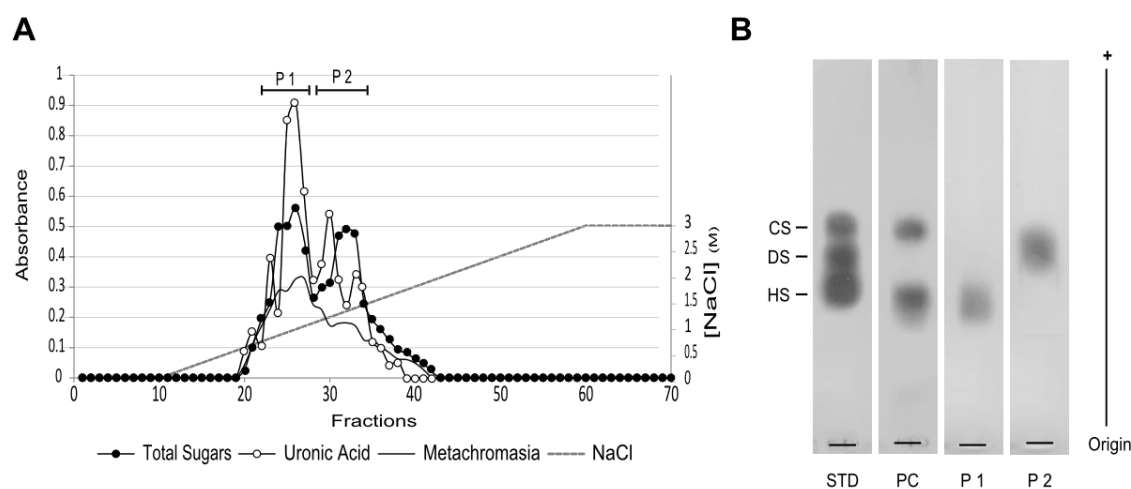 A
B
P 1
P 2
1
0.9
0.8
0.7
0.6
0.5
0.4
0.3
0.2
0.1
0
Absorbance
3
2.5
2
1.5
1
0.5
0
[NaCl] (M)
0 10 20 30 40 50 60 70
Fractions
Total Sugars Uronic Acid Metachromasia NaCl
CS –
DS –
HS –
+
Origin
STD PC P 1 P 2